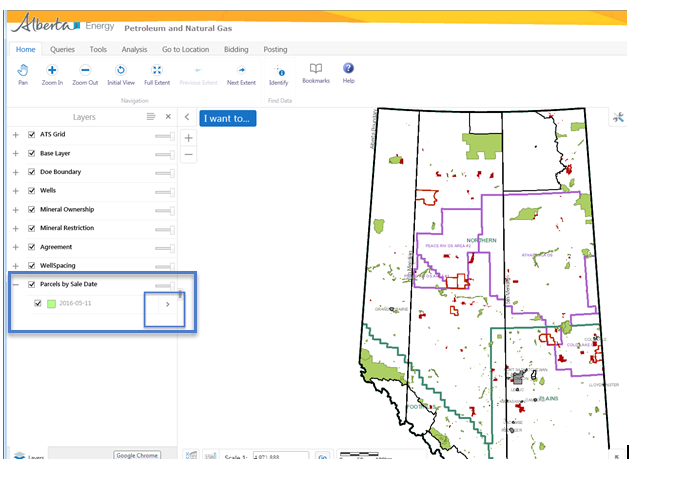 Alberta Energy Petroleum and Natural Gas
Home Queries Tools Analysis Go to Location Bidding Posting
Pan Zoom In Zoom Out Initial View Full Extent Previous Extent Next Extent Identify Bookmarks Help
Navigation Find Data
Layers
I want to...
ATS Grid
Base Layer
Doe Boundary
Wells
Mineral Ownership
Mineral Restriction
Agreement
WellSpacing
Parcels by Sale Date
2016-05-11
NORTHERN
PLAINS
Layers
Google Chrome
Scale 1:
Go